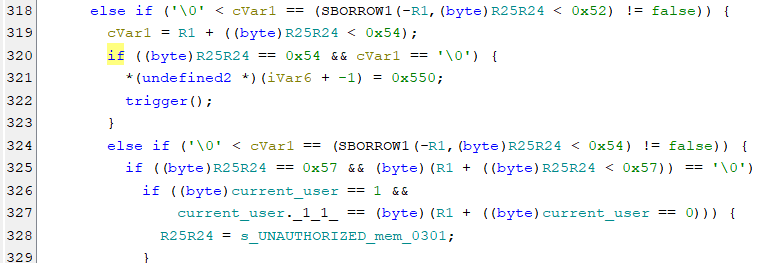 318 else if ('\0' < cVar1 == (SBORROW1(-R1,(byte)R25R24 < 0x52) != false)) {
319 cVar1 = R1 + ((byte)R25R24 < 0x54);
320 if ((byte)R25R24 == 0x54 && cVar1 == '\0') {
321 *(undefined2 *)(iVar6 + -1) = 0x550;
322 trigger();
323 }
324 else if ('\0' < cVar1 == (SBORROW1(-R1,(byte)R25R24 < 0x54) != false)) {
325 if ((byte)R25R24 == 0x57 && (byte)(R1 + ((byte)R25R24 < 0x57)) == '\0')
326 if ((byte)current_user == 1 &&
327 current_user._1_1_ == (byte)(R1 + ((byte)current_user == 0))) {
328 R25R24 = s_UNAUTHORIZED_mem_0301;
329 }